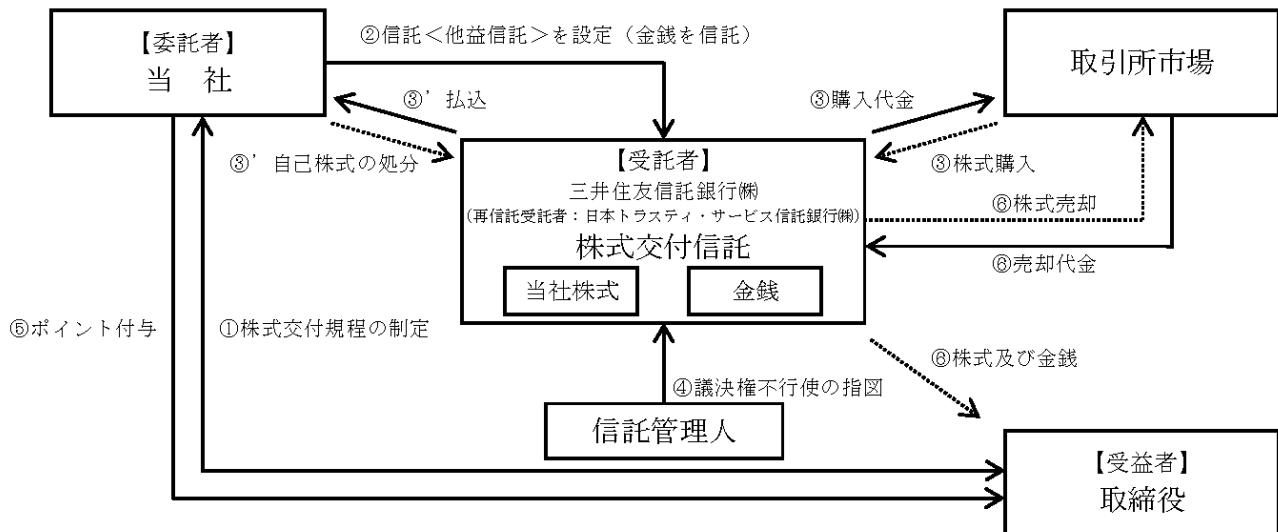 【委託者】
当　社
②信託＜他益信託＞を設定（金銭を信託）
取引所市場
③’払込
③購入代金
③’自己株式の処分
③株式購入
【受託者】
三井住友信託銀行㈱
（再信託受託者：日本トラスティ・サービス信託銀行㈱）
株式交付信託
当社株式
金銭
⑥株式売却
⑥売却代金
⑤ポイント付与
①株式交付規程の制定
⑥株式及び金銭
④議決権不行使の指図
信託管理人
【受益者】
取締役